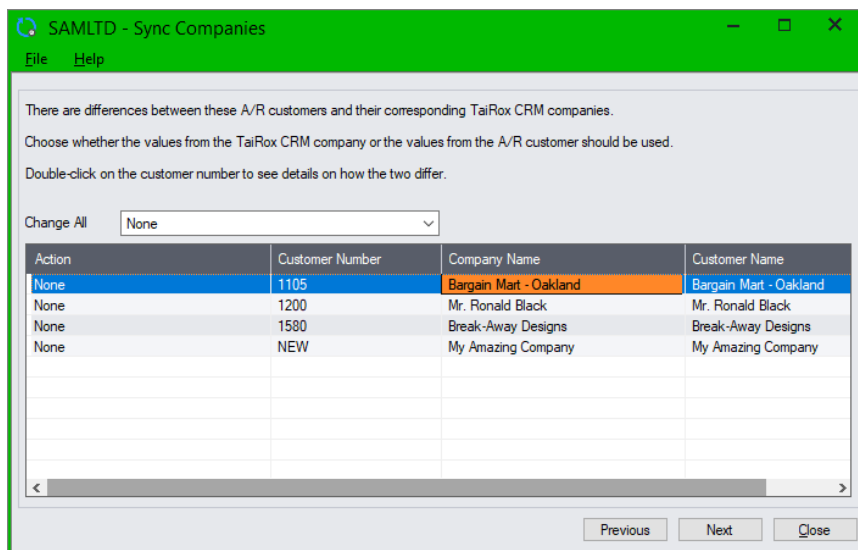 SAMLTD - Sync Companies
File Help
There are differences between these A/R customers and their corresponding TaiRox CRM companies.
Choose whether the values from the TaiRox CRM company or the values from the A/R customer should be used.
Double-click on the customer number to see details on how the two differ.
Change All None
Action Customer Number Company Name Customer Name
None 1105 Bargain Mart - Oakland Bargain Mart - Oakland
None 1200 Mr. Ronald Black Mr. Ronald Black
None 1580 Break-Away Designs Break-Away Designs
None NEW My Amazing Company My Amazing Company
Previous Next Close